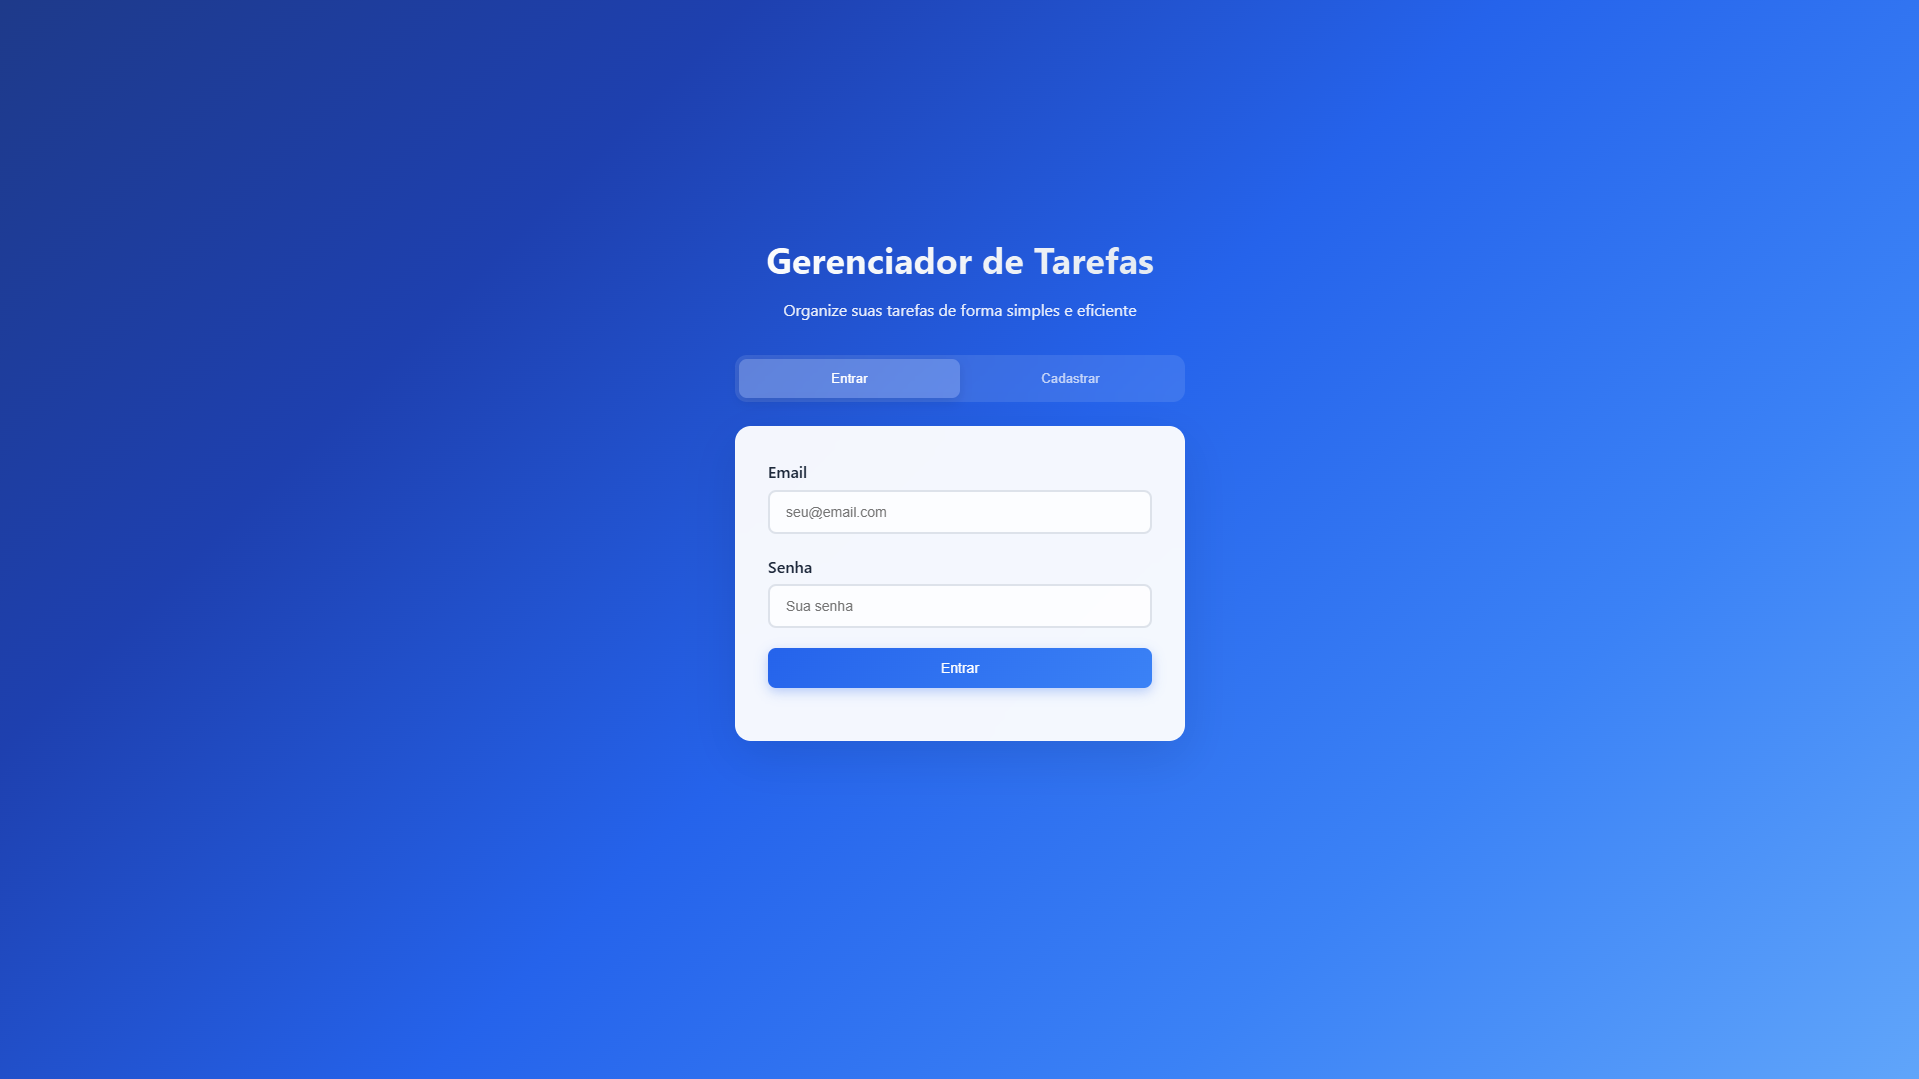 Gerenciador de Tarefas
Organize suas tarefas de forma simples e eficiente
Entrar Cadastrar
Email
seu@email.com
Senha
Sua senha
Entrar